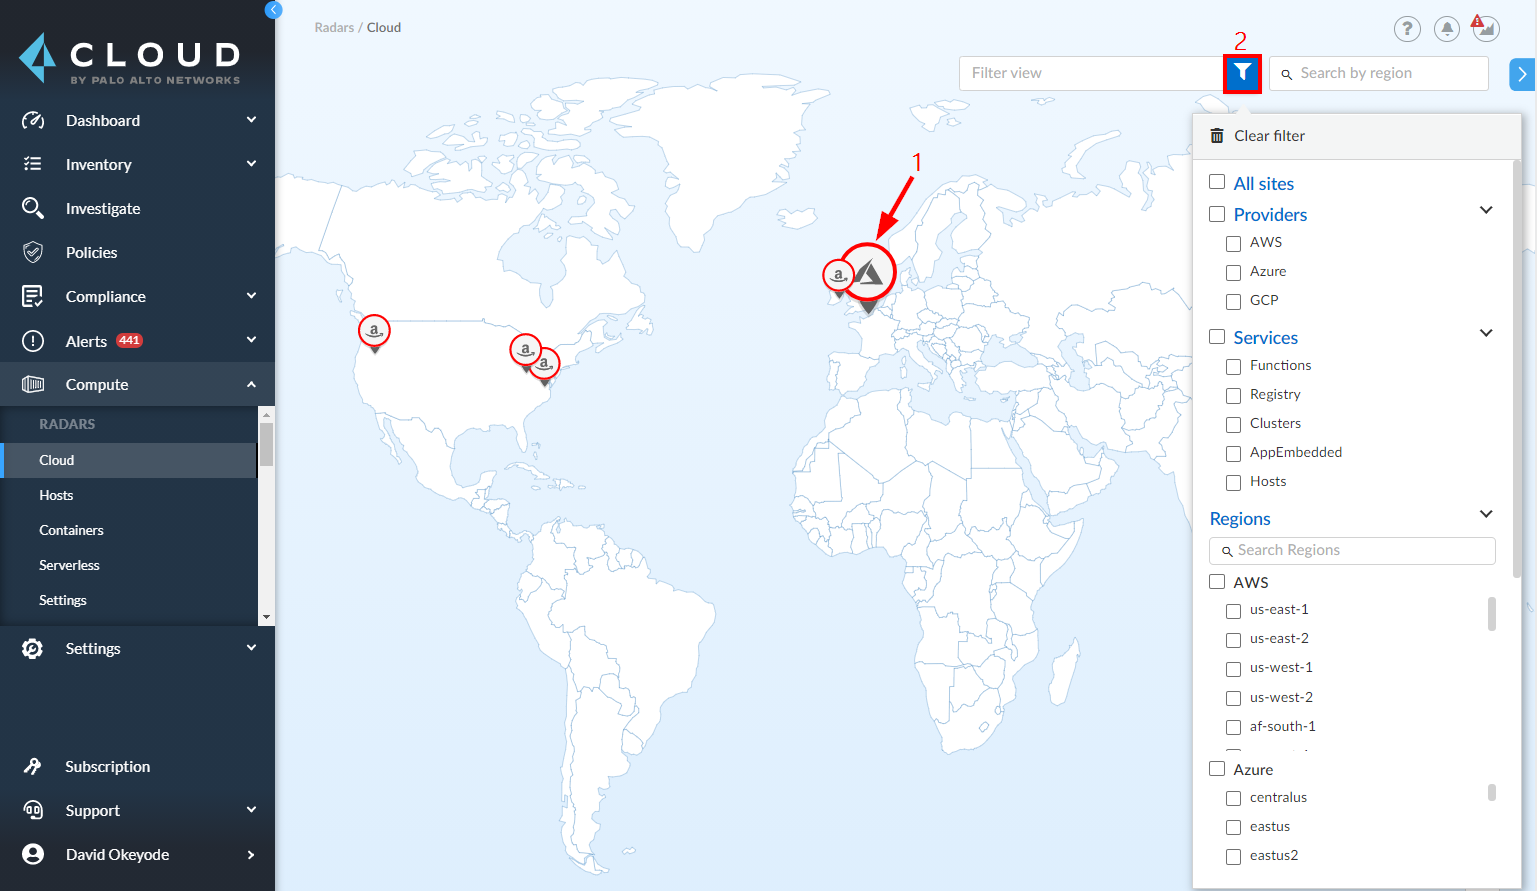 CLOUD
BY PALO ALTO NETWORKS
Dashboard
Inventory
Investigate
Policies
Compliance
Alerts 441
Compute
RADARS
Cloud
Hosts
Containers
Serverless
Settings
Settings
Subscription
Support
David Okeyode
Radars / Cloud
?
2
Filter view
Search by region
1
a
a
a
a
Clear filter
All sites
Providers
AWS
Azure
GCP
Services
Functions
Registry
Clusters
AppEmbedded
Hosts
Regions
Search Regions
AWS
us-east-1
us-east-2
us-west-1
us-west-2
af-south-1
Azure
centralus
eastus
eastus2